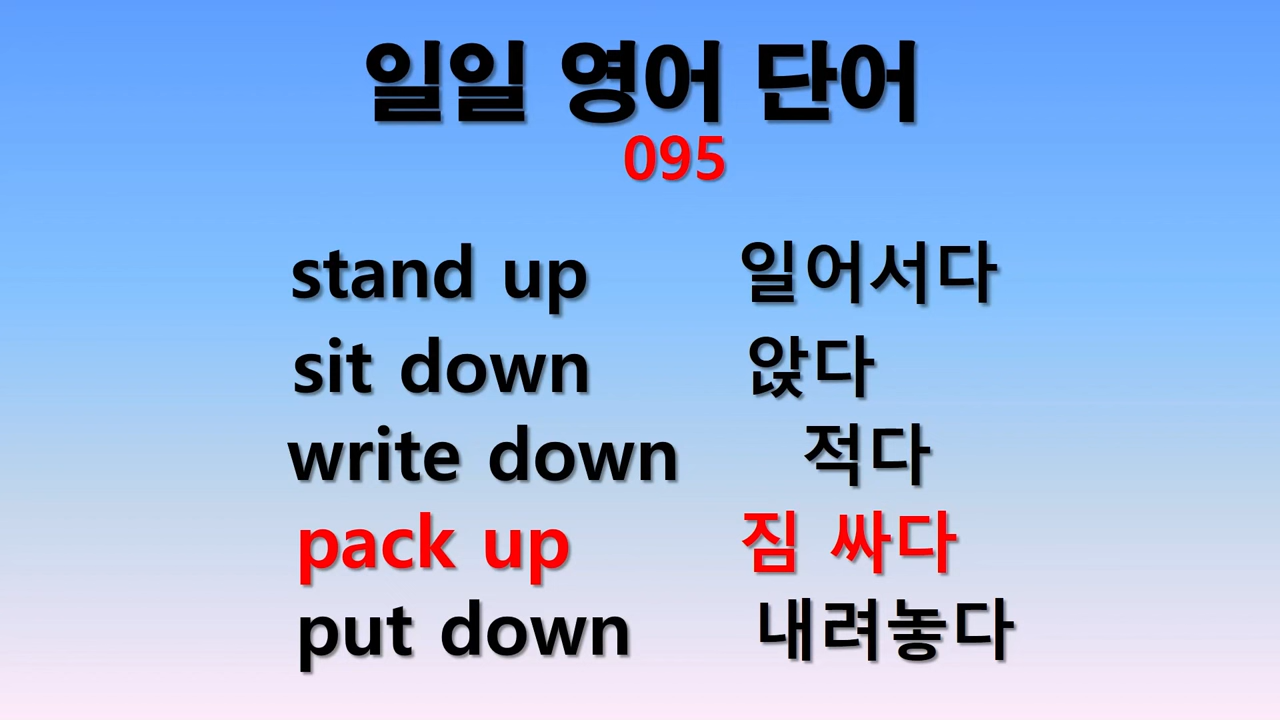 일일 영어 단어
095
stand up 일어서다
sit down 앉다
write down 적다
pack up 짐 싸다
put down 내려놓다